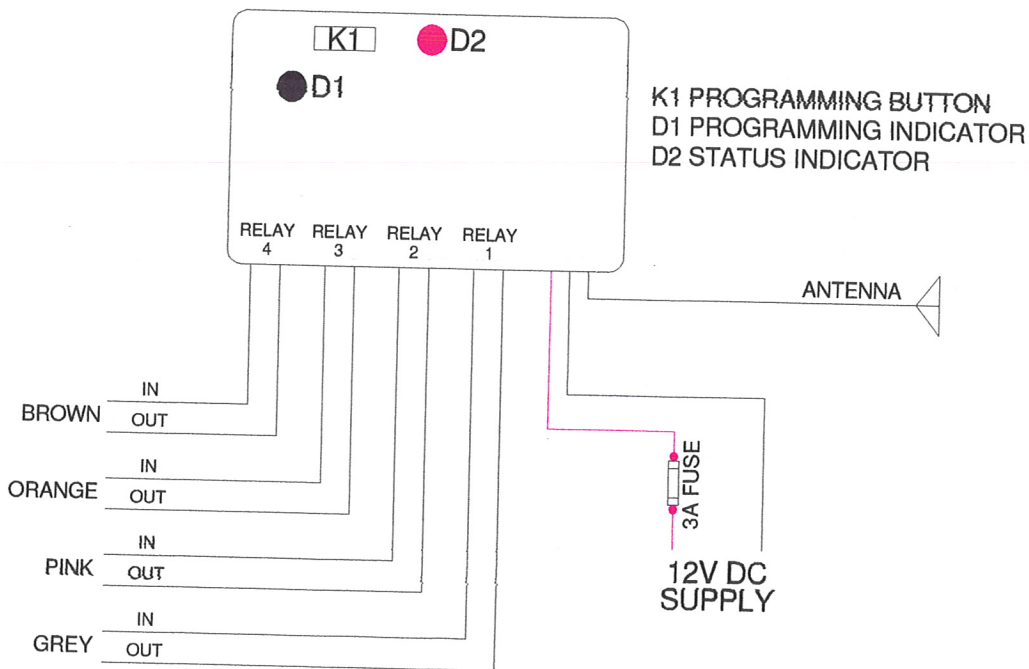 K1
D2
D1
K1 PROGRAMMING BUTTON
D1 PROGRAMMING INDICATOR
D2 STATUS INDICATOR
RELAY 4
RELAY 3
RELAY 2
RELAY 1
ANTENNA
BROWN
IN
OUT
ORANGE
IN
OUT
PINK
IN
OUT
GREY
IN
OUT
3A FUSE
12V DC
SUPPLY